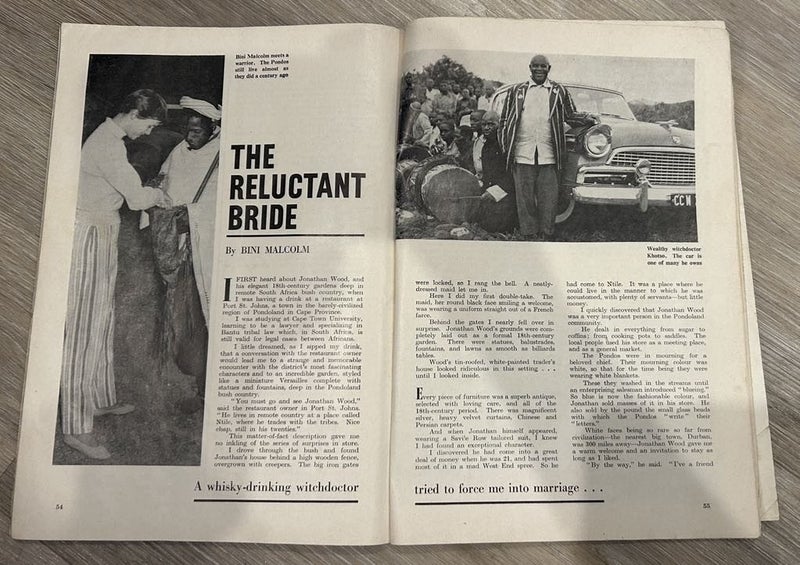 Bini Malcolm meets a
warrior. The Pondos
still live almost as
they did a century ago
THE
RELUCTANT
BRIDE
By BINI MALCOLM
I FIRST heard about Jonathan Wood, and
his elegant 18th-century gardens deep in
remote South Africa bush country, when
I was having a drink at a restaurant at
Port St. Johns, a town in the barely-civilised
region of Pondoland in Cape Province.
I was studying at Cape Town University,
learning to be a lawyer and specializing in
Bantu tribal law which, in South Africa, is
still valid for legal cases between Africans.
I little dreamed, as I sipped my drink,
that a conversation with the restaurant owner
would lead me to a strange and memorable
encounter with the district's most fascinating
characters and to an incredible garden, styled
like a miniature Versailles complete with
statues and fountains, deep in the Pondoland
bush country.
"You must go and see Jonathan Wood,"
said the restaurant owner in Port St. Johns.
"He lives in remote country at a place called
Ntile, where he trades with the tribes. Nice
chap, still in his twenties."
This matter-of-fact description gave me
no inkling of the series of surprises in store.
I drove through the bush and found
Jonathan's house behind a high wooden fence,
overgrown with creepers. The big iron gates
A whisky-drinking witchdoctor
54
CCW
Wealthy witchdoctor
Khotso. The car is
one of many he owns
were locked, so I rang the bell. A neatly-
dressed maid let me in.
Here I did my first double-take. The
maid, her round black face smiling a welcome,
was wearing a uniform straight out of a French
farce.
Behind the gates I nearly fell over in
surprise. Jonathan Wood's grounds were com-
pletely laid out as a formal 18th-century
garden. There were statues, balustrades,
fountains, and lawns as smooth as billiards
tables.
Wood's tin-roofed, white-painted trader's
house looked ridiculous in this setting . . .
until I looked inside.
Every piece of furniture was a superb antique,
selected with loving care, and all of the
18th-century period. There was magnificent
silver, heavy velvet curtains, Chinese and
Persian carpets.
And when Jonathan himself appeared,
wearing a Savile Row tailored suit, I knew
I had found an exceptional character.
I discovered he had come into a great
deal of money when he was 21, and had spent
most of it in a mad West End spree. So he
had come to Ntile. It was a place where he
could live in the manner to which he was
accustomed, with plenty of servants—but little
money.
I quickly discovered that Jonathan Wood
was a very important person in the Pondoland
community.
He dealt in everything from sugar to
coffins; from cooking pots to saddles. The
local people used his store as a meeting place,
and as a general market.
The Pondos were in mourning for a
beloved chief. Their mourning colour was
white, so that for the time being they were
wearing white blankets.
These they washed in the streams until
an enterprising salesman introduced "blueing."
So blue is now the fashionable colour, and
Jonathan sold masses of it in his store. He
also sold by the pound the small glass beads
with which the Pondos "write" their
"letters."
White faces being so rare so far from
civilization—the nearest big town, Durban,
was 300 miles away—Jonathan Wood gave me
a warm welcome and an invitation to stay as
long as I liked.
"By the way," he said. "I've a friend
tried to force me into marriage . . .
55